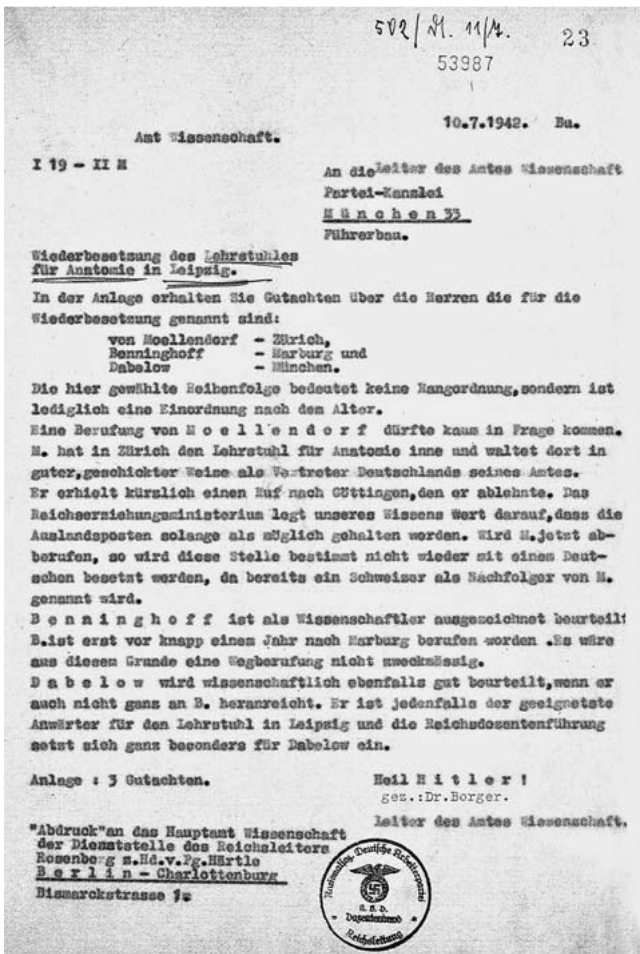 502/ 11/7.
23
53987
10.7.1942. Bu.
Amt Wissenschaft.
I 19 - II M
An die Leiter des Amtes Wissenschaft
Partei-Kanzlei
M ü n c h e n 33
Führerbau.
Wiederbesetzung des Lehrstuhles
für Anatomie in Leipzig.
In der Anlage erhalten Sie Gutachten über die Herren die für die
Wiederbesetzung genannt sind:
von Moellendorf - Zürich,
Benninghoff - Marburg und
Dabelow - München.
Die hier gewählte Reihenfolge bedeutet keine Rangordnung,sondern ist
lediglich eine Einordnung nach dem Alter.
Eine Berufung von M o e l l e n d o r f dürfte kaum in Frage kommen.
M. hat in Zürich den Lehrstuhl für Anatomie inne und waltet dort in
guter,geschickter Weise als Vertreter Deutschlands seines Amtes.
Er erhielt kürzlich einen Ruf nach Göttingen,den er ablehnte. Das
Reichserziehungsministerium legt unseres Wissens Wert darauf,dass die
Auslandsposten solange als möglich gehalten werden. Wird M.jetzt ab-
berufen, so wird diese Stelle bestimmt nicht wieder mit einem Deut-
schen besetzt werden, da bereits ein Schweizer als Nachfolger von M.
genannt wird.
B e n n i n g h o f f ist als Wissenschaftler ausgezeichnet beurteilt
B.ist erst vor knapp einem Jahr nach Marburg berufen worden .Es wäre
aus diesem Grunde eine Wegberufung nicht zweckmässig.
D a b e l o w wird wissenschaftlich ebenfalls gut beurteilt,wenn er
auch nicht ganz an B. heranreicht. Er ist jedenfalls der geeignetste
Anwärter für den Lehrstuhl in Leipzig und die Reichsdozentenführung
setzt sich ganz besonders für Dabelow ein.
Anlage : 3 Gutachten.
Heil H i t l e r !
gez.:Dr.Borger.
Leiter des Amtes Wissenschaft.
"Abdruck"an das Hauptamt Wissenschaft
der Dienststelle des Reichsleiters
Rosenberg z.Hd.v.Pg.Härtle
B e r l i n - Charlottenburg
Bismarckstrasse 1
Nationalsoz. Deutsche Arbeiterpartei
N. S. D.
Dozentenbund
Reichsleitung